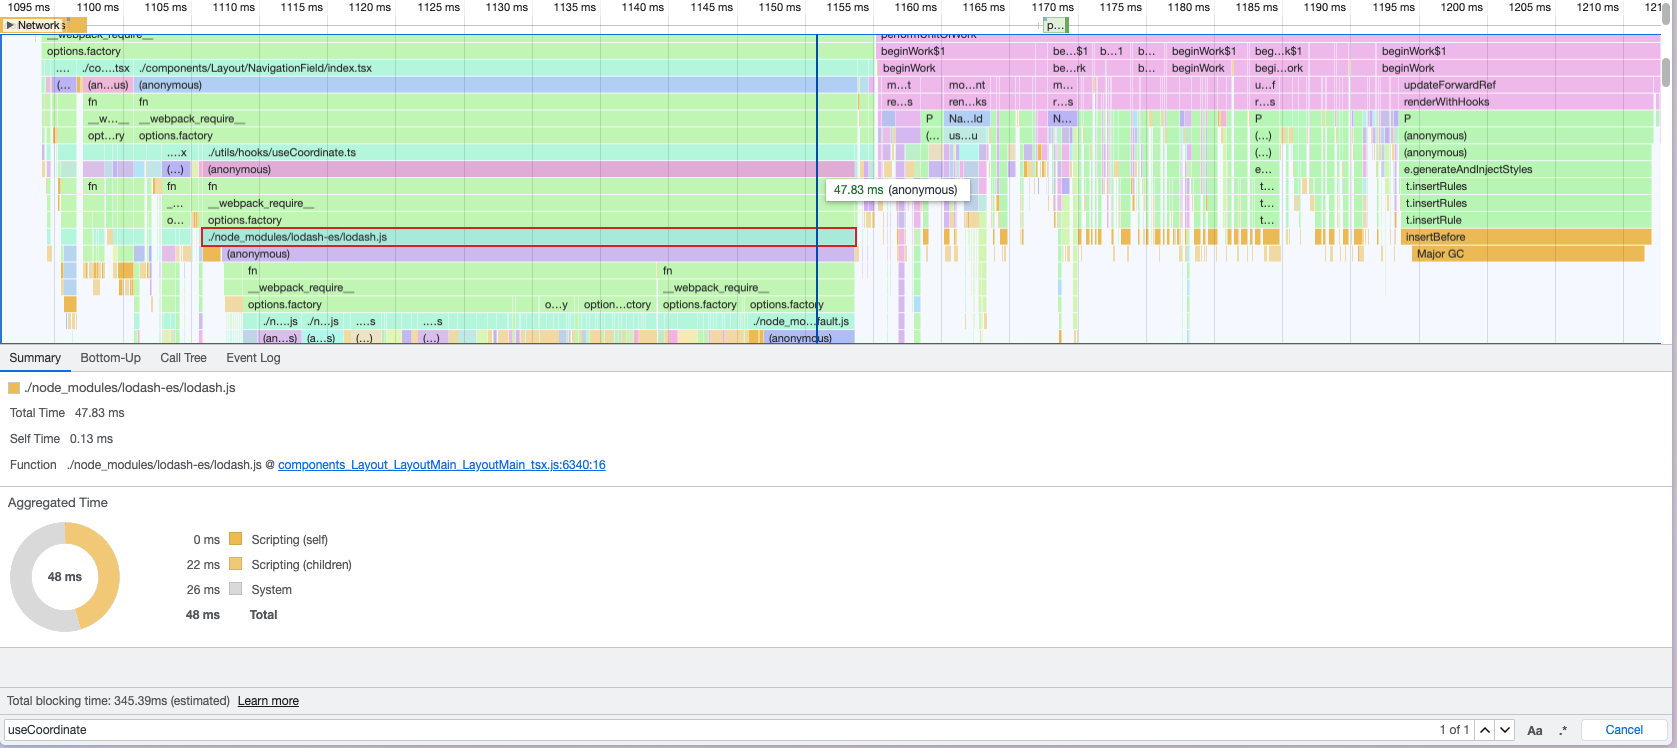 1095 ms 1100 ms 1105 ms 1110 ms 1115 ms 1120 ms 1125 ms 1130 ms 1135 ms 1140 ms 1145 ms 1150 ms 1155 ms 1160 ms 1165 ms 1170 ms 1175 ms 1180 ms 1185 ms 1190 ms 1195 ms 1200 ms 1205 ms 1210 ms 121
Network s p...
__webpack_require__ performUnitOfWork
options.factory beginWork$1 be...$1 b...1 b... beginWork$1 beg...k$1 beginWork$1
.... ./co....tsx ./components/Layout/NavigationField/index.tsx beginWork be...rk b... beginWork begi...ork beginWork
(... (an...us) (anonymous) m...t mo...nt m... u...f updateForwardRef
fn fn re...s ren...ks r...s r...s renderWithHooks
__w...__ __webpack_require__ P Na...ld N... P P
opt...ry options.factory (... us...u (...) (anonymous)
....x ./utils/hooks/useCoordinate.ts (...) (anonymous)
(...) (anonymous) e... e.generateAndInjectStyles
fn fn fn 47.83 ms (anonymous) t... t.insertRules
_... __webpack_require__ t... t.insertRules
o... options.factory t... t.insertRule
./node_modules/lodash-es/lodash.js insertBefore
(anonymous) Major GC
fn fn
__webpack_require__ __webpack_require__
options.factory o...y option...ctory options.factory options.factory
./n....js ./n...js ....s ....s ./node_mo...fault.js
(an...s) (a...s) (...) (...) (anonymous)
Summary Bottom-Up Call Tree Event Log
./node_modules/lodash-es/lodash.js
Total Time 47.83 ms
Self Time 0.13 ms
Function ./node_modules/lodash-es/lodash.js @ components_Layout_LayoutMain_LayoutMain_tsx.js:6340:16
Aggregated Time
48 ms
0 ms Scripting (self)
22 ms Scripting (children)
26 ms System
48 ms Total
Total blocking time: 345.39ms (estimated) Learn more
useCoordinate 1 of 1 Aa .* Cancel